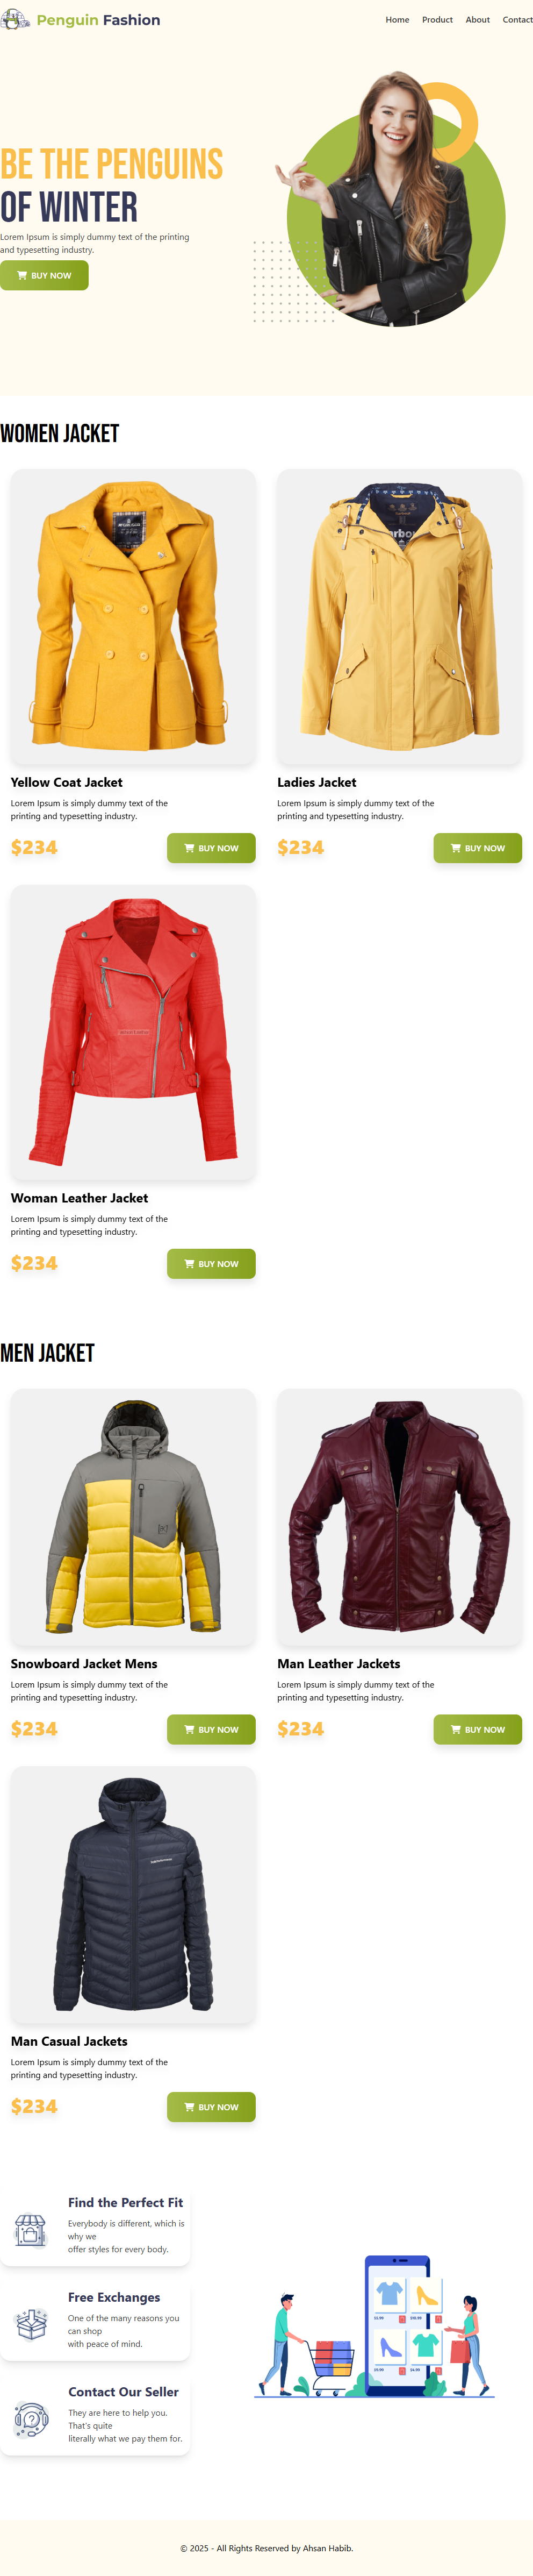 Penguin Fashion
Home Product About Contact
BE THE PENGUINS
OF WINTER
Lorem Ipsum is simply dummy text of the printing
and typesetting industry.
BUY NOW
WOMEN JACKET
Yellow Coat Jacket
Lorem Ipsum is simply dummy text of the
printing and typesetting industry.
$234
BUY NOW
Ladies Jacket
Lorem Ipsum is simply dummy text of the
printing and typesetting industry.
$234
BUY NOW
Woman Leather Jacket
Lorem Ipsum is simply dummy text of the
printing and typesetting industry.
$234
BUY NOW
MEN JACKET
Snowboard Jacket Mens
Lorem Ipsum is simply dummy text of the
printing and typesetting industry.
$234
BUY NOW
Man Leather Jackets
Lorem Ipsum is simply dummy text of the
printing and typesetting industry.
$234
BUY NOW
Man Casual Jackets
Lorem Ipsum is simply dummy text of the
printing and typesetting industry.
$234
BUY NOW
Find the Perfect Fit
Everybody is different, which is
why we
offer styles for every body.
Free Exchanges
One of the many reasons you
can shop
with peace of mind.
Contact Our Seller
They are here to help you.
That's quite
literally what we pay them for.
© 2025 - All Rights Reserved by Ahsan Habib.